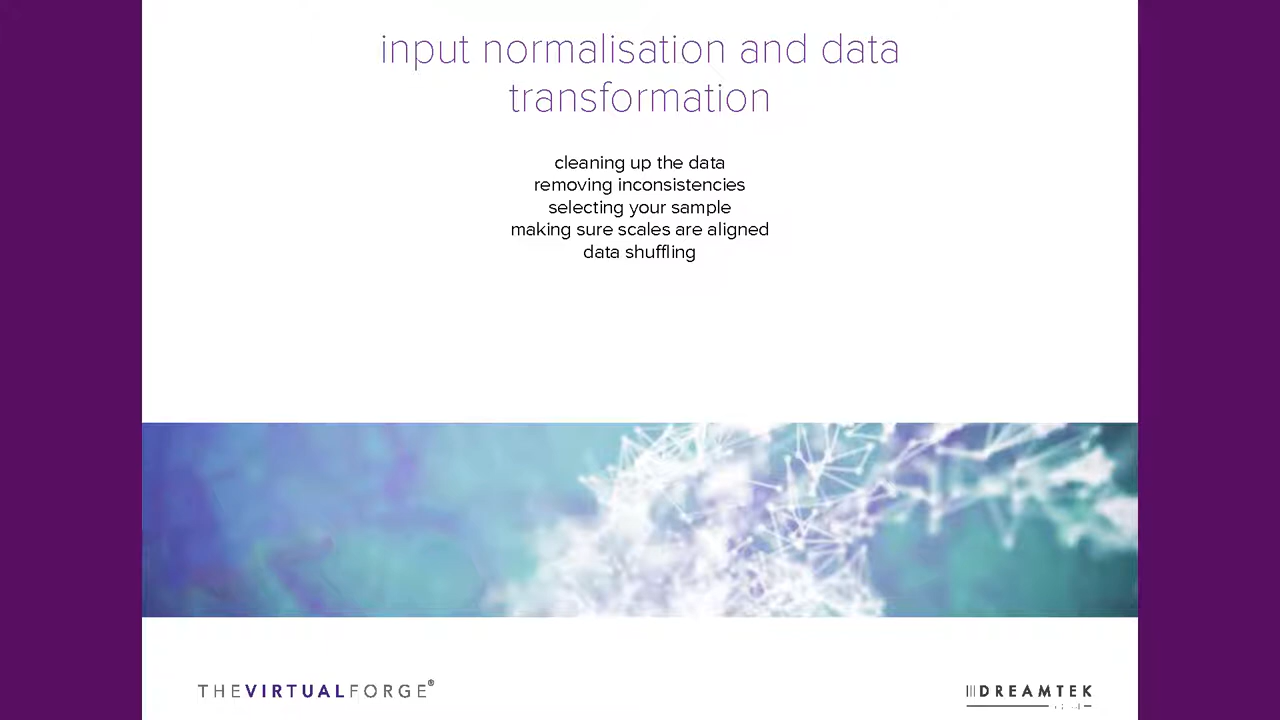 input normalisation and data
transformation
cleaning up the data
removing inconsistencies
selecting your sample
making sure scales are aligned
data shuffling
THEVIRTUALFORGE®
DREAMTEK